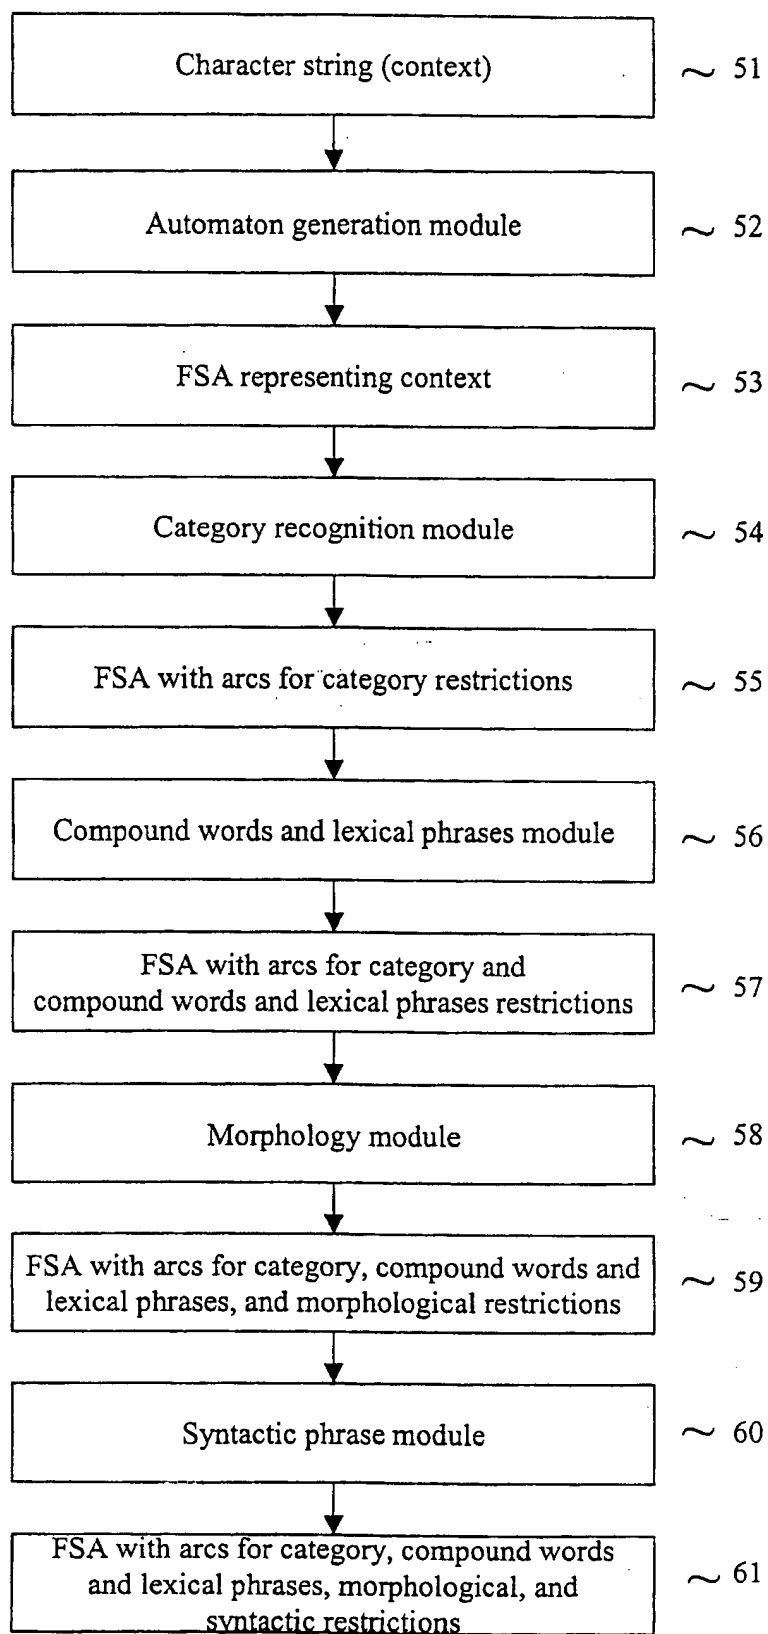 Character string (context)
~ 51
Automaton generation module
~ 52
FSA representing context
~ 53
Category recognition module
~ 54
FSA with arcs for category restrictions
~ 55
Compound words and lexical phrases module
~ 56
FSA with arcs for category and
compound words and lexical phrases restrictions
~ 57
Morphology module
~ 58
FSA with arcs for category, compound words and
lexical phrases, and morphological restrictions
~ 59
Syntactic phrase module
~ 60
FSA with arcs for category, compound words
and lexical phrases, morphological, and
syntactic restrictions
~ 61